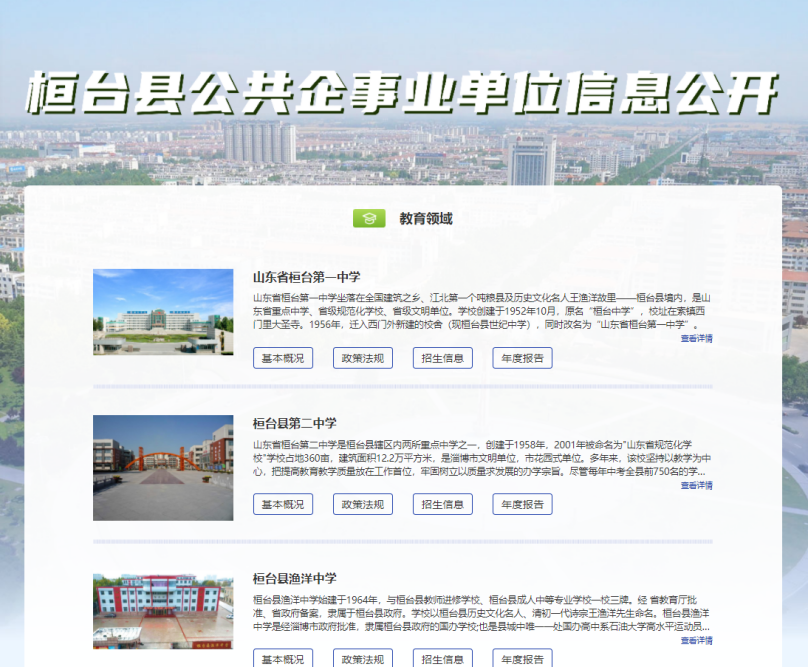 桓台县公共企事业单位信息公开
教育领域
山东省桓台第一中学
山东省桓台第一中学坐落在全国建筑之乡、江北第一个吨粮县及历史文化名人王渔洋故里——桓台县境内，是山
东省重点中学、省级规范化学校、省级文明单位。学校创建于1952年10月，原名“桓台中学”，校址在索镇西
门里大圣寺。1956年，迁入西门外新建的校舍（现桓台县世纪中学），同时改名为“山东省桓台第一中学”。
查看详情
基本概况 政策法规 招生信息 年度报告
桓台县第二中学
山东省桓台第二中学是桓台县辖区内两所重点中学之一，创建于1958年，2001年被命名为"山东省规范化学
校"学校占地360亩，建筑面积12.2万平方米，是淄博市文明单位，市花园式单位。多年来，该校坚持以教学为中
心，把提高教育教学质量放在工作首位，牢固树立以质量求发展的办学宗旨。尽管每年中考全县前750名的学...
查看详情
基本概况 政策法规 招生信息 年度报告
桓台县渔洋中学
桓台县渔洋中学始建于1964年，与桓台县教师进修学校、桓台县成人中等专业学校一校三牌。经 省教育厅批
准、省政府备案，隶属于桓台县政府。学校以桓台县历史文化名人、清初一代诗宗王渔洋先生命名。桓台县渔洋
中学是经淄博市政府批准，隶属桓台县政府的国办学校;也是县城中唯一一处国办高中系石油大学高水平运动员...
查看详情
基本概况 政策法规 招生信息 年度报告